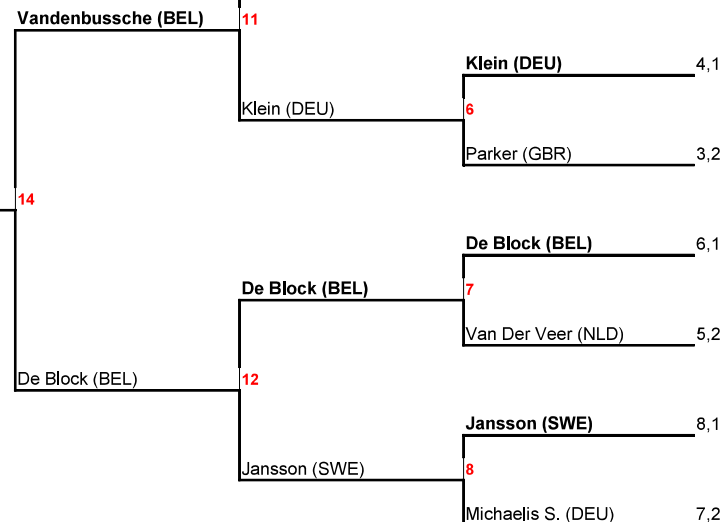 Vandenbussche (BEL)
11
Klein (DEU)
4,1
Klein (DEU)
6
Parker (GBR)
3,2
14
De Block (BEL)
6,1
De Block (BEL)
7
Van Der Veer (NLD)
5,2
De Block (BEL)
12
Jansson (SWE)
8,1
Jansson (SWE)
8
Michaelis S. (DEU)
7,2